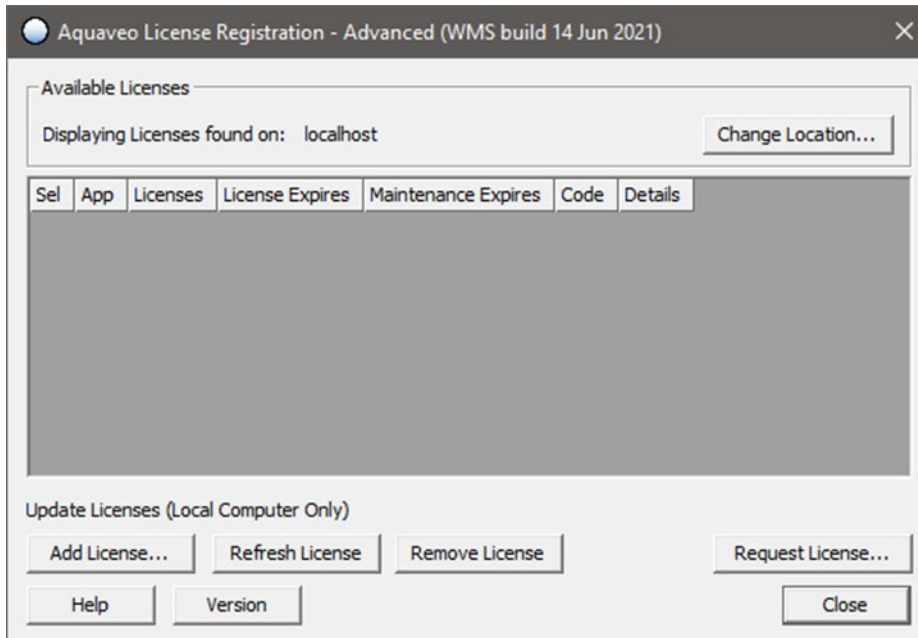 Aquaveo License Registration - Advanced (WMS build 14 Jun 2021)
Available Licenses
Displaying Licenses found on: localhost
Change Location...
Sel App Licenses License Expires Maintenance Expires Code Details
Update Licenses (Local Computer Only)
Add License... Refresh License Remove License Request License...
Help Version Close